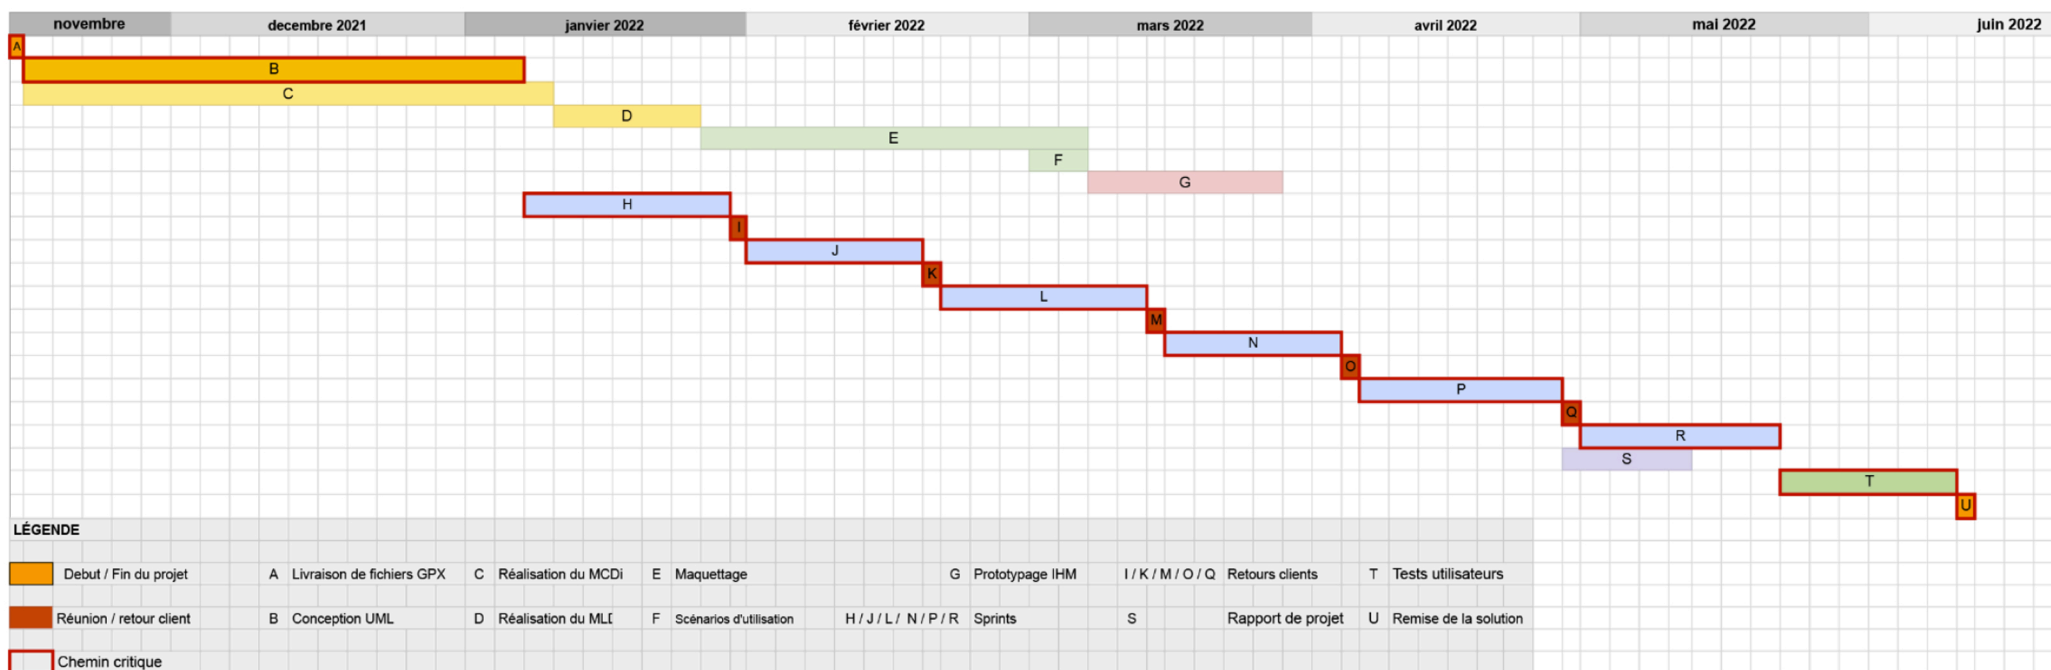 novembre decembre 2021 janvier 2022 février 2022 mars 2022 avril 2022 mai 2022 juin 2022
A
B
C
D
E
F
G
H
I
J
K
L
M
N
O
P
Q
R
S
T
U
LÉGENDE
Debut / Fin du projet A Livraison de fichiers GPX C Réalisation du MCDi E Maquettage G Prototypage IHM I / K / M / O / Q Retours clients T Tests utilisateurs
Réunion / retour client B Conception UML D Réalisation du MLD F Scénarios d'utilisation H / J / L / N / P / R Sprints S Rapport de projet U Remise de la solution
Chemin critique